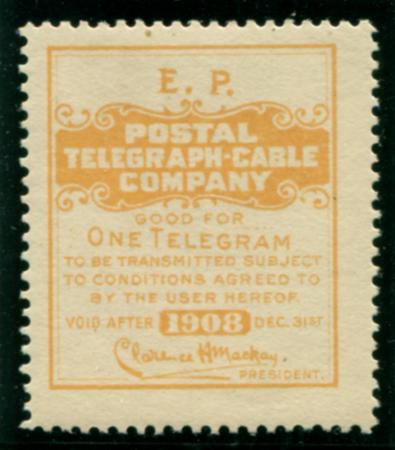 E. P.
POSTAL
TELEGRAPH-CABLE
COMPANY
GOOD FOR
ONE TELEGRAM
TO BE TRANSMITTED SUBJECT
TO CONDITIONS AGREED TO
BY THE USER HEREOF.
VOID AFTER 1908 DEC. 31ST
Clarence H Mackay.
PRESIDENT.